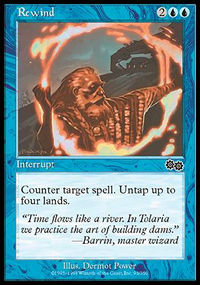 Rewind 2
Interrupt
Counter target spell. Untap up to
four lands.
“Time flows like a river. In Tolaria
we practice the art of building dams.”
—Barrin, master wizard
Illus. Dermot Power